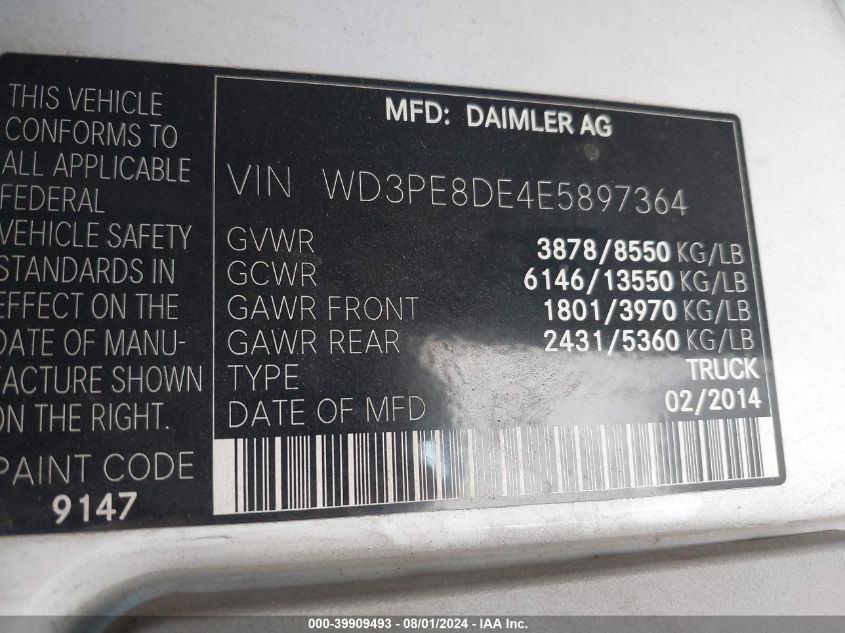 THIS VEHICLE
CONFORMS TO
ALL APPLICABLE
FEDERAL
VEHICLE SAFETY
STANDARDS IN
EFFECT ON THE
DATE OF MANU-
FACTURE SHOWN
ON THE RIGHT.
PAINT CODE
9147
MFD: DAIMLER AG
VIN WD3PE8DE4E5897364
GVWR 3878/8550 KG/LB
GCWR 6146/13550 KG/LB
GAWR FRONT 1801/3970 KG/LB
GAWR REAR 2431/5360 KG/LB
TYPE TRUCK
DATE OF MFD 02/2014
000-39909493 - 08/01/2024 - IAA Inc.